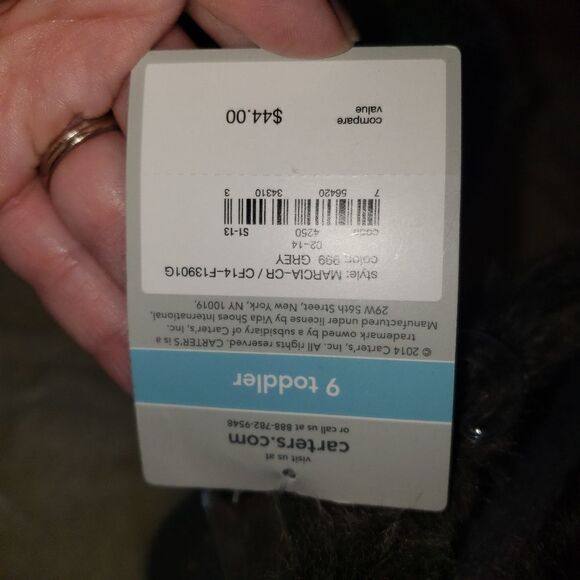 visit us at
carters.com
or call us at 888-782-9548
9 toddler
© 2014 Carter's, Inc. All rights reserved. CARTER'S is a
trademark owned by a subsidiary of Carter's, Inc.
Manufactured under license by Vida Shoes International,
29W 56th Street, New York, NY 10019.
style: MARCIA-CR / CF14-F13901G
color: 999 GREY
02-14
4250 S1-13
7 56420 34310 3
compare
value
$44.00